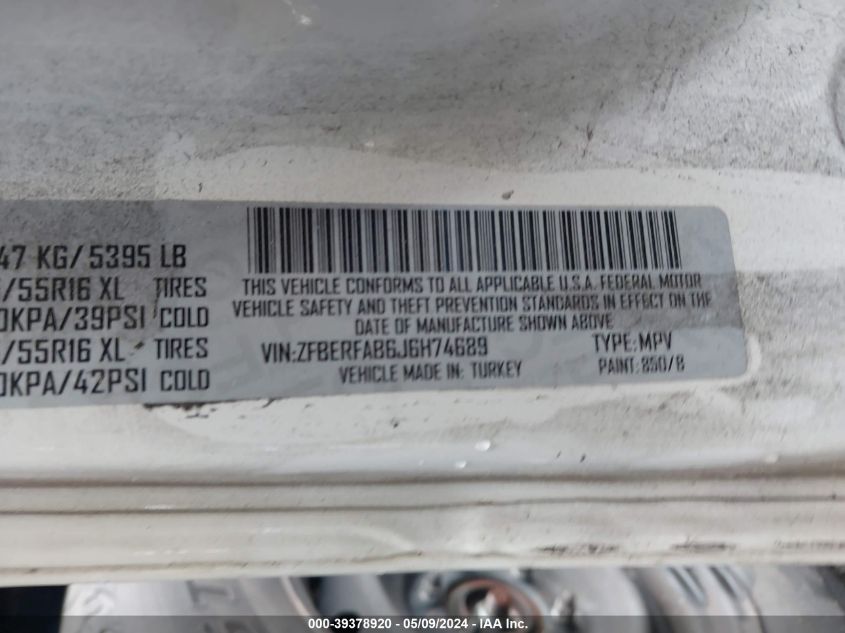 47 KG/5395 LB
/55R16 XL TIRES
0KPA/39PSI COLD
/55R16 XL TIRES
0KPA/42PSI COLD
THIS VEHICLE CONFORMS TO ALL APPLICABLE U.S.A. FEDERAL MOTOR
VEHICLE SAFETY AND THEFT PREVENTION STANDARDS IN EFFECT ON THE
DATE OF MANUFACTURE SHOWN ABOVE
VIN:ZFBERFAB6J6H74689 TYPE:MPV
VEHICLE MADE IN: TURKEY PAINT:850/B
000-39378920 - 05/09/2024 - IAA Inc.